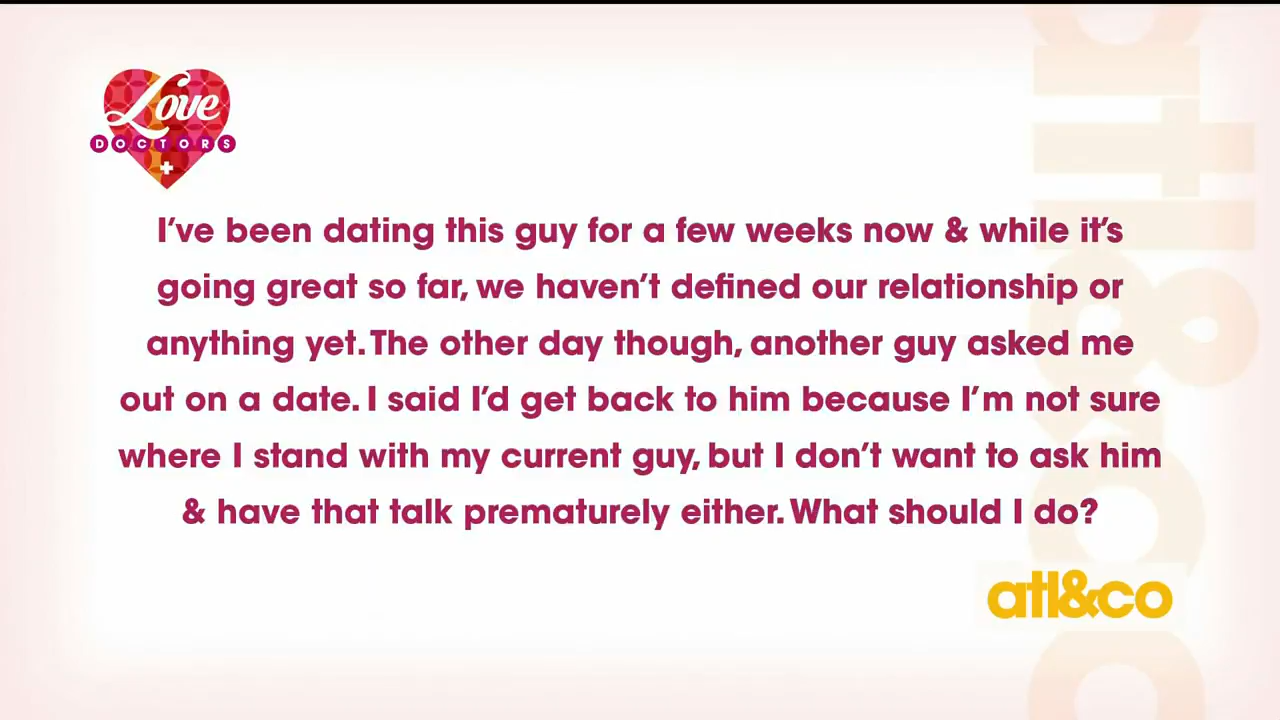 Love
DOCTORS
I've been dating this guy for a few weeks now & while it's
going great so far, we haven't defined our relationship or
anything yet. The other day though, another guy asked me
out on a date. I said I'd get back to him because I'm not sure
where I stand with my current guy, but I don't want to ask him
& have that talk prematurely either. What should I do?
atl&co